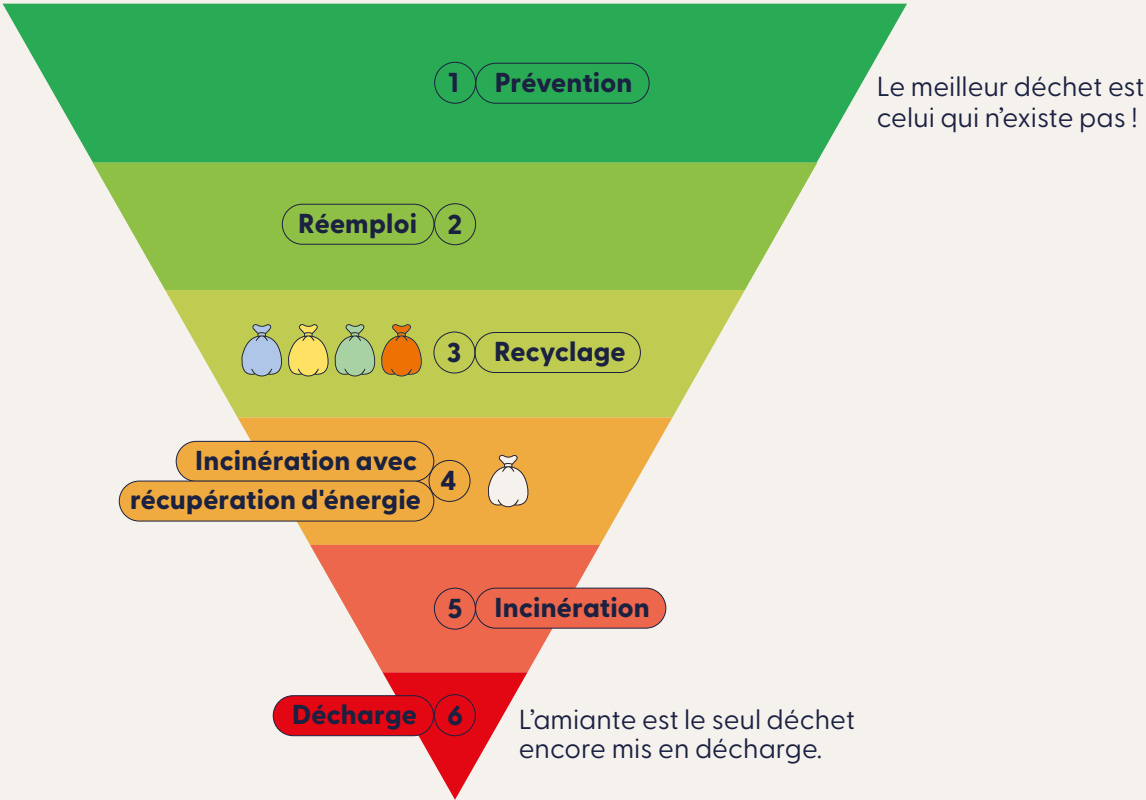 1 Prévention
Le meilleur déchet est
celui qui n’existe pas !
Réemploi 2
3 Recyclage
Incinération avec
récupération d'énergie
4
5 Incinération
Décharge 6
L’amiante est le seul déchet
encore mis en décharge.